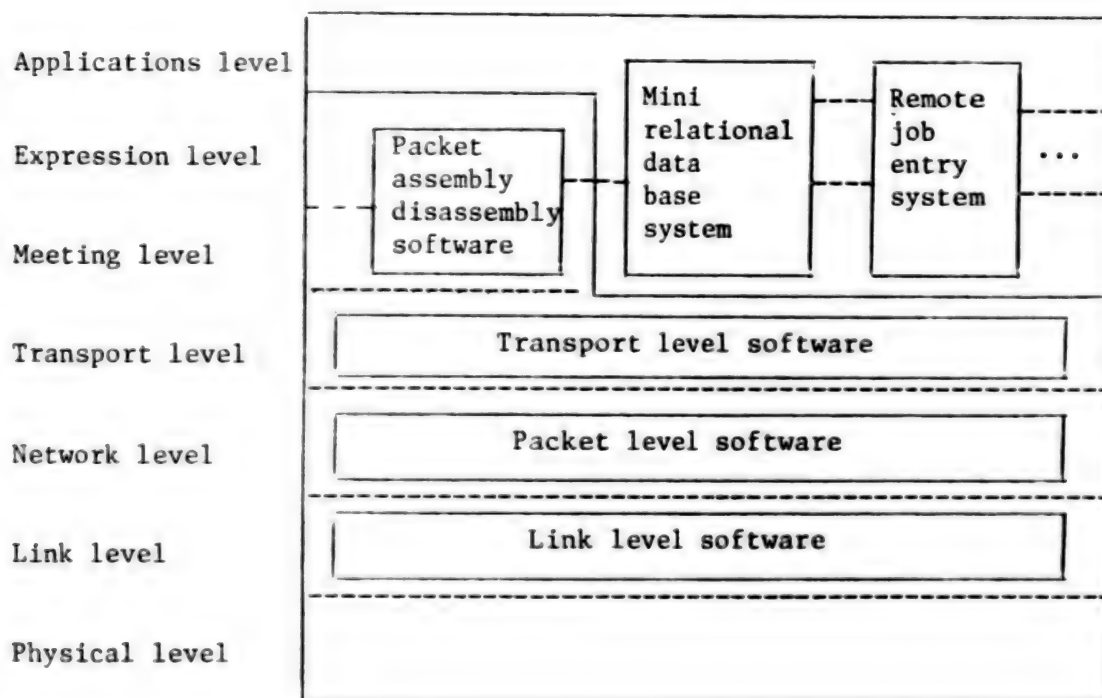 Applications level
Expression level
Meeting level
Transport level
Network level
Link level
Physical level
Packet
assembly
disassembly
software
Mini
relational
data
base
system
Remote
job
entry
system
...
Transport level software
Packet level software
Link level software